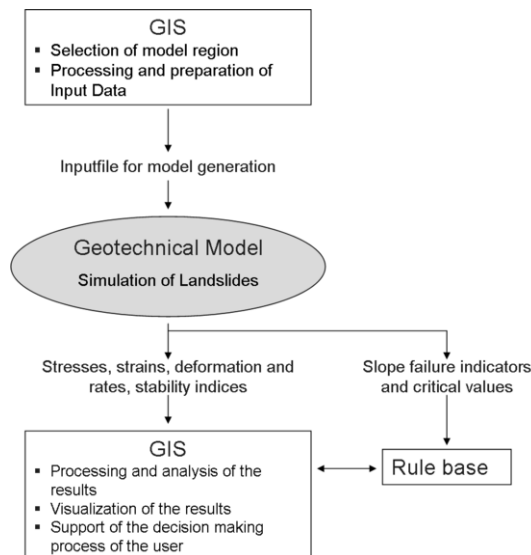 GIS
▪ Selection of model region
▪ Processing and preparation of
Input Data
Inputfile for model generation
Geotechnical Model
Simulation of Landslides
Stresses, strains, deformation and
rates, stability indices
Slope failure indicators
and critical values
GIS
▪ Processing and analysis of the
results
▪ Visualization of the results
▪ Support of the decision making
process of the user
Rule base